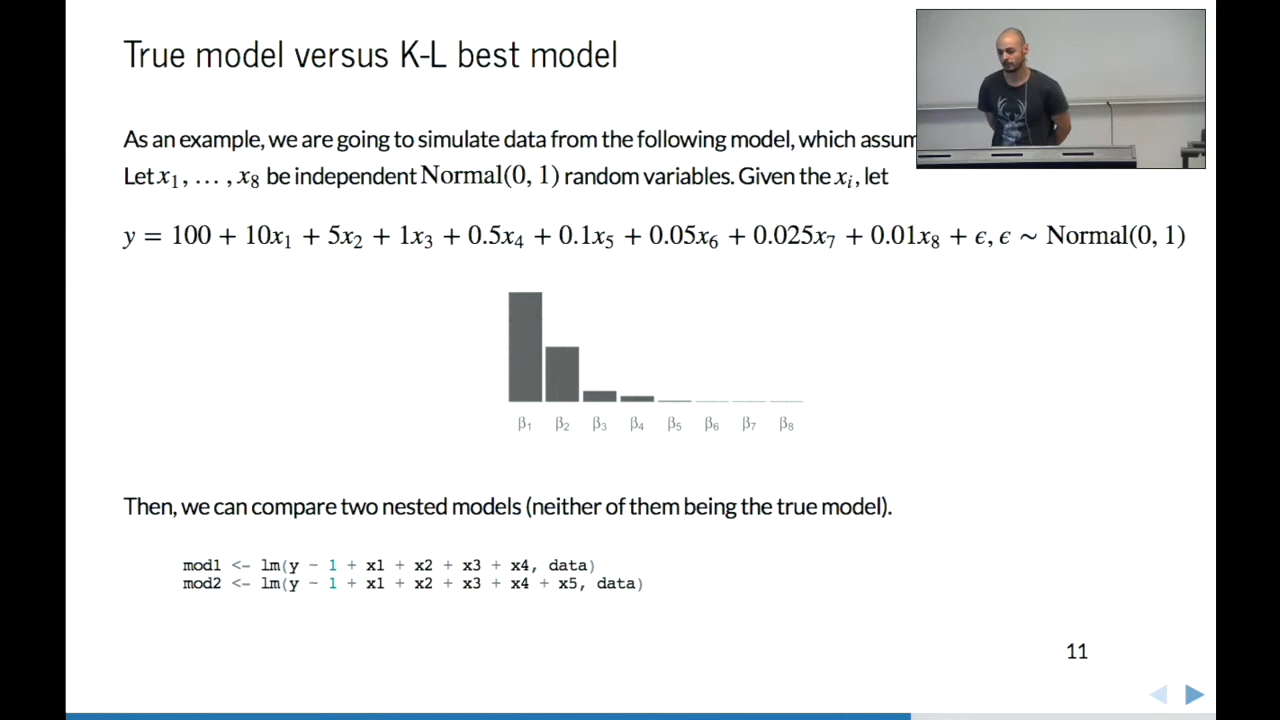 True model versus K-L best model
As an example, we are going to simulate data from the following model, which
Let x₁, … , x₈ be independent Normal(0, 1) random variables. Given the xᵢ, let
y = 100 + 10x₁ + 5x₂ + 1x₃ + 0.5x₄ + 0.1x₅ + 0.05x₆ + 0.025x₇ + 0.01x₈ + ϵ, ϵ ∼ Normal(0, 1)
β₁ β₂ β₃ β₄ β₅ β₆ β₇ β₈
Then, we can compare two nested models (neither of them being the true model).
mod1 <- lm(y ~ 1 + x1 + x2 + x3 + x4, data)
mod2 <- lm(y ~ 1 + x1 + x2 + x3 + x4 + x5, data)
11